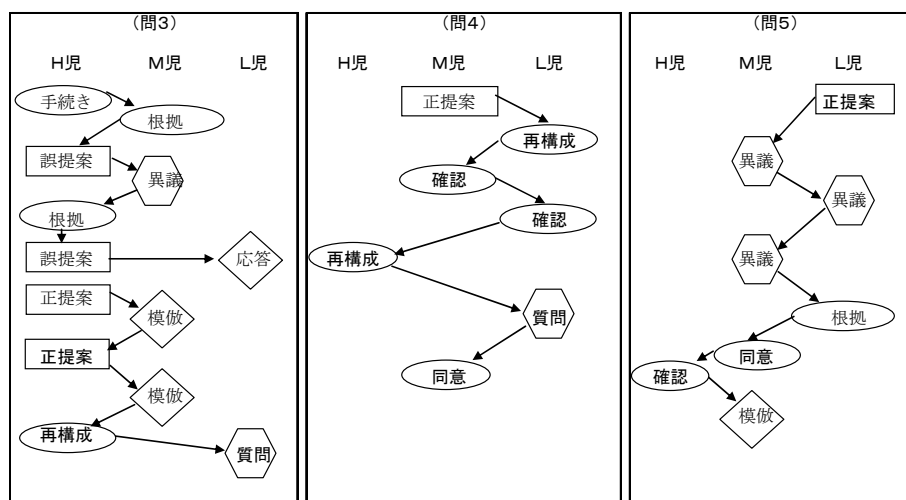 （問3）
H児 M児 L児
手続き
根拠
誤提案
異議
根拠
誤提案 応答
正提案
模倣
正提案
模倣
再構成
質問
（問4）
H児 M児 L児
正提案
再構成
確認
確認
再構成
質問
同意
（問5）
H児 M児 L児
正提案
異議
異議
異議
根拠
同意
確認
模倣